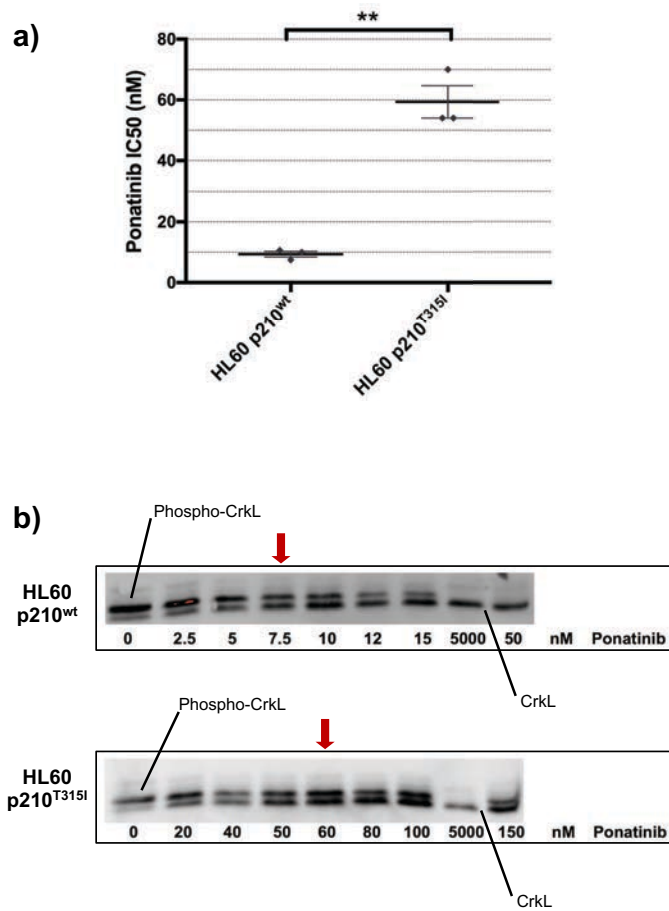 a)
**
Ponatinib IC50 (nM)
80
60
40
20
0
HL60 p210ʷᵗ
HL60 p210ᵀ³¹⁵ᴵ
b)
Phospho-CrkL
HL60
p210ʷᵗ
0 2.5 5 7.5 10 12 15 5000 50 nM Ponatinib
CrkL
Phospho-CrkL
HL60
p210ᵀ³¹⁵ᴵ
0 20 40 50 60 80 100 5000 150 nM Ponatinib
CrkL